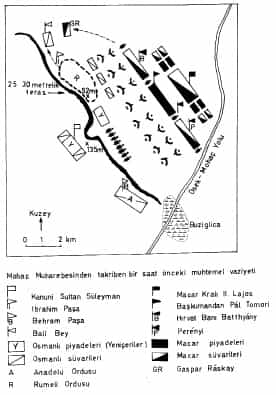 GR
B
R
25 30 metrelik
teras
92m
P
Y
Y
135m
A
Osek - Mohaç Yolu
Kuzey
0 1 2 km
Buziglica
Mohaç Muharebesinden takriben bir saat önceki muhtemel vaziyeti
Kanuni Sultan Süleyman
İbrahim Paşa
Behram Paşa
Bali Bey
Y Osmanlı piyadeleri (Yeniçeriler)
Osmanlı süvarileri
A Anadolu Ordusu
R Rumeli Ordusu
Macar Kralı II. Lajos
Başkumandan Pál Tomori
Hırvat Banı Batthyány
Perényi
Macar piyadeleri
Macar süvarileri
GR Gaspar Ráskay